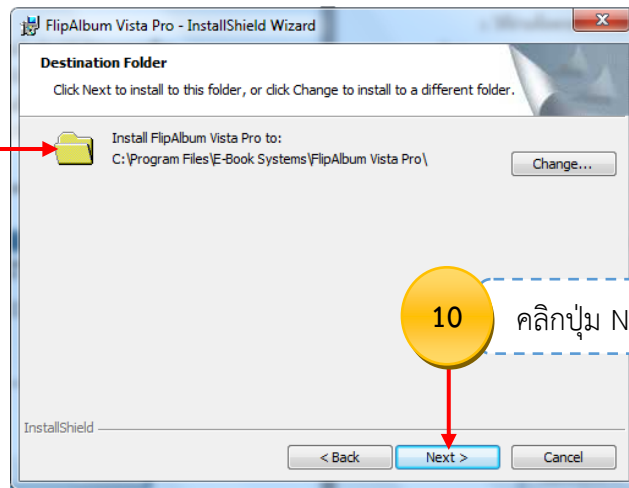 FlipAlbum Vista Pro - InstallShield Wizard
Destination Folder
Click Next to install to this folder, or click Change to install to a different folder.
Install FlipAlbum Vista Pro to:
C:\Program Files\E-Book Systems\FlipAlbum Vista Pro\
Change...
10
คลิกปุ่ม N
InstallShield
< Back
Next >
Cancel